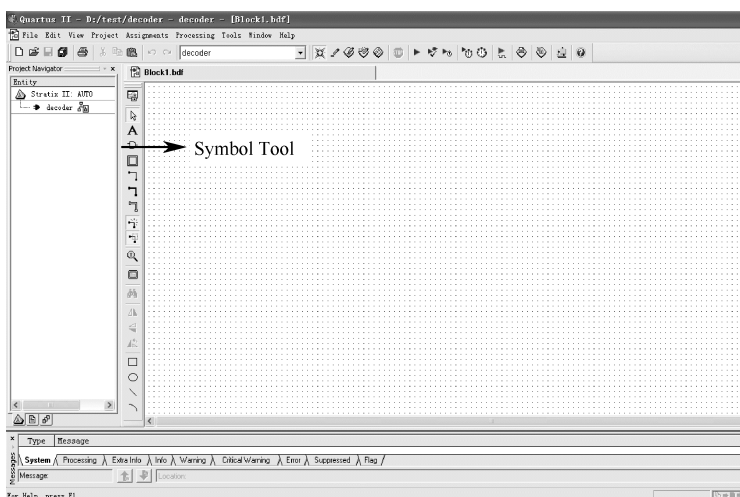 Quartus II - D:/test/decoder - decoder - [Block1.bdf]
File Edit View Project Assignments Processing Tools Window Help
decoder
Project Navigator
Block1.bdf
Entity
Stratix II: AUTO
decoder
A
Symbol Tool
Type Message
System Processing Extra Info Info Warning Critical Warning Error Suppressed Flag
Messages
Message: Location:
For Help, press F1